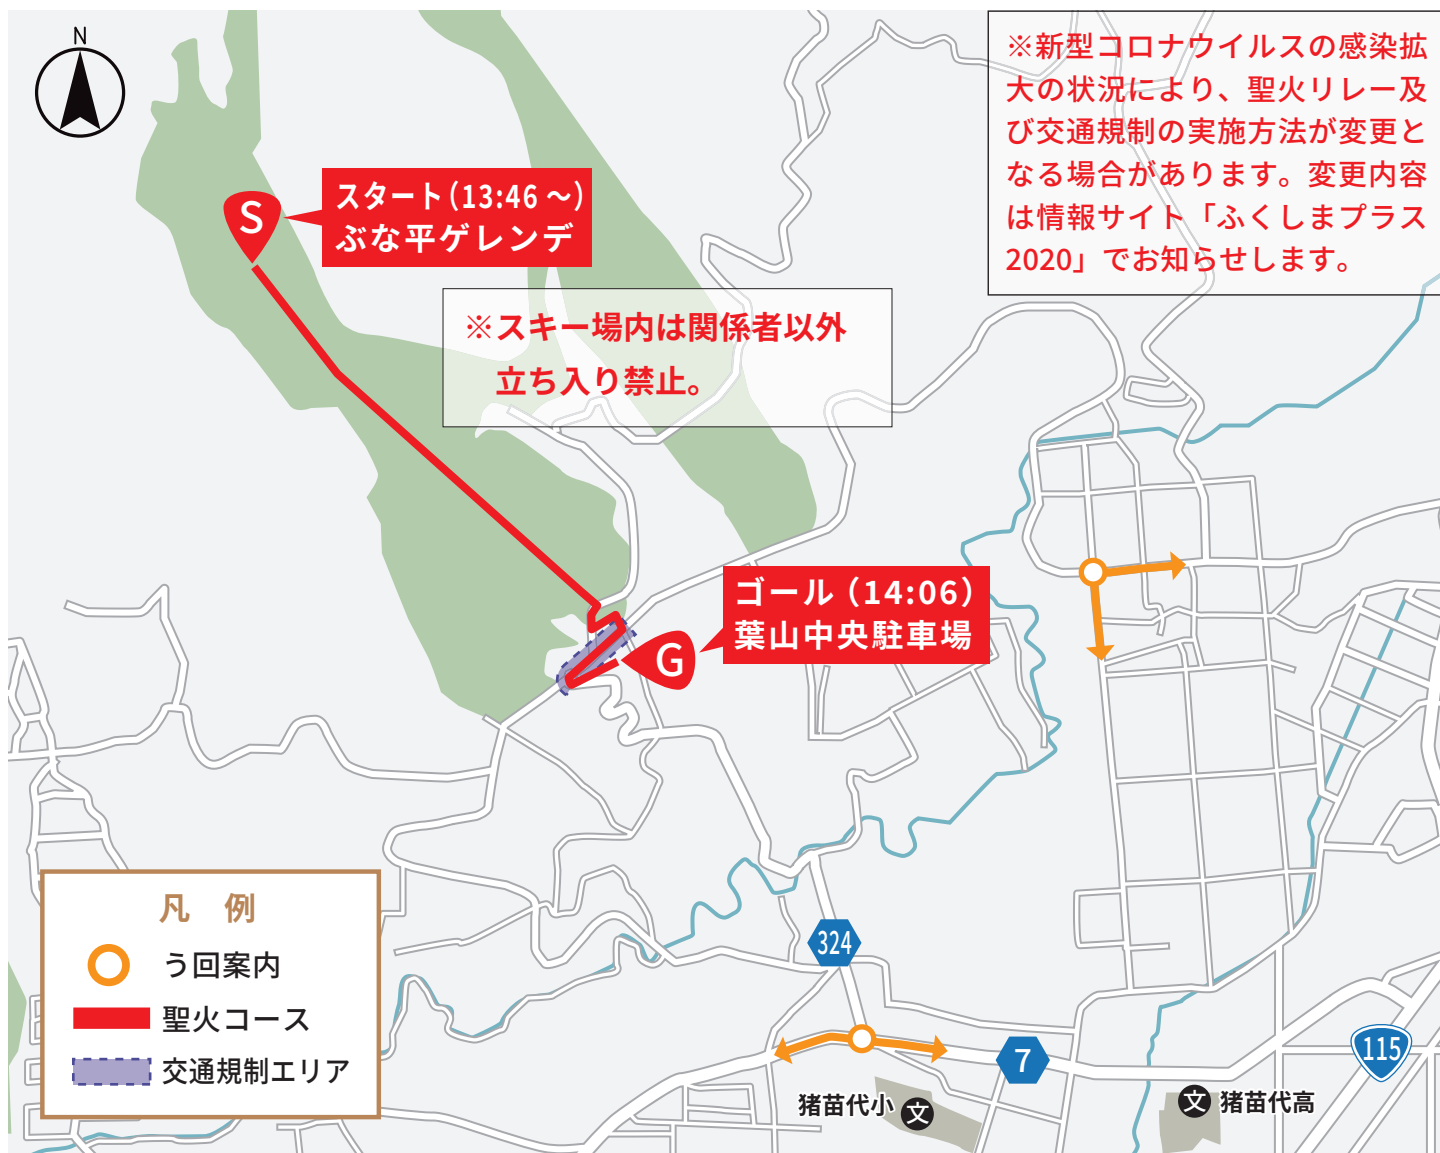 N
※新型コロナウイルスの感染拡
大の状況により、聖火リレー及
び交通規制の実施方法が変更と
なる場合があります。変更内容
は情報サイト「ふくしまプラス
2020」でお知らせします。
S
スタート(13:46～)
ぶな平ゲレンデ
※スキー場内は関係者以外
立ち入り禁止。
ゴール(14:06)
葉山中央駐車場
G
凡 例
う回案内
聖火コース
交通規制エリア
324
7
115
猪苗代小
文
文
猪苗代高